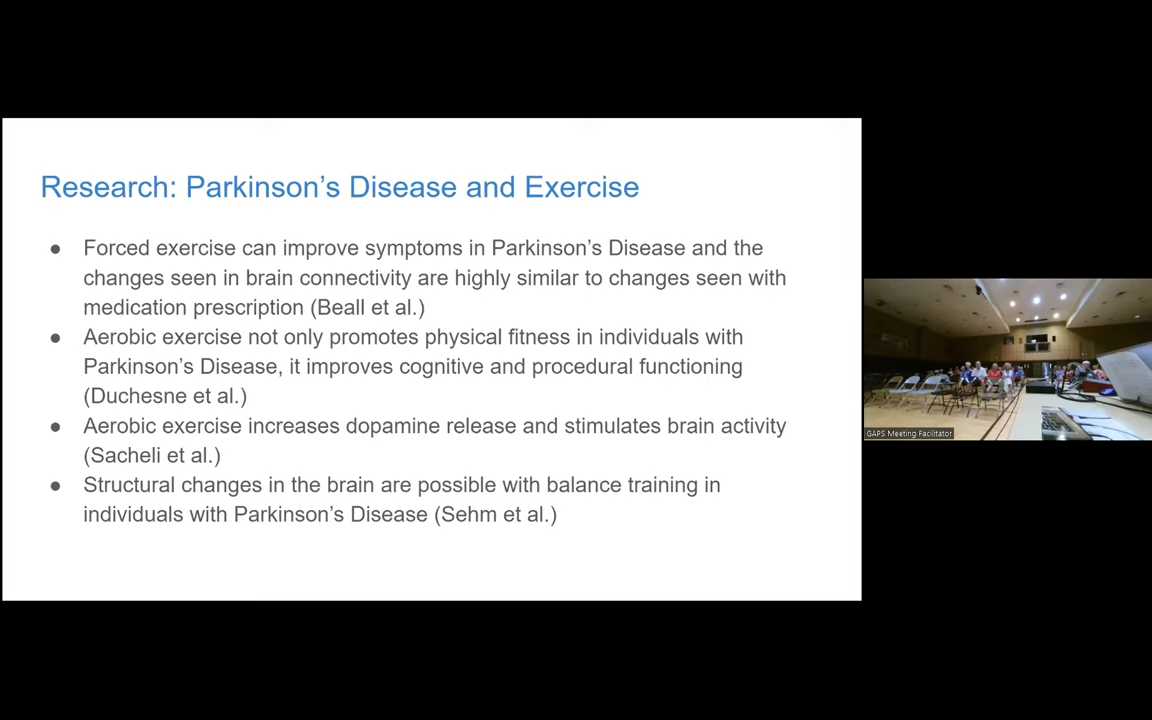 Research: Parkinson's Disease and Exercise
● Forced exercise can improve symptoms in Parkinson's Disease and the
changes seen in brain connectivity are highly similar to changes seen with
medication prescription (Beall et al.)
● Aerobic exercise not only promotes physical fitness in individuals with
Parkinson's Disease, it improves cognitive and procedural functioning
(Duchesne et al.)
● Aerobic exercise increases dopamine release and stimulates brain activity
(Sacheli et al.)
● Structural changes in the brain are possible with balance training in
individuals with Parkinson's Disease (Sehm et al.)
GAPS Meeting Facilitator